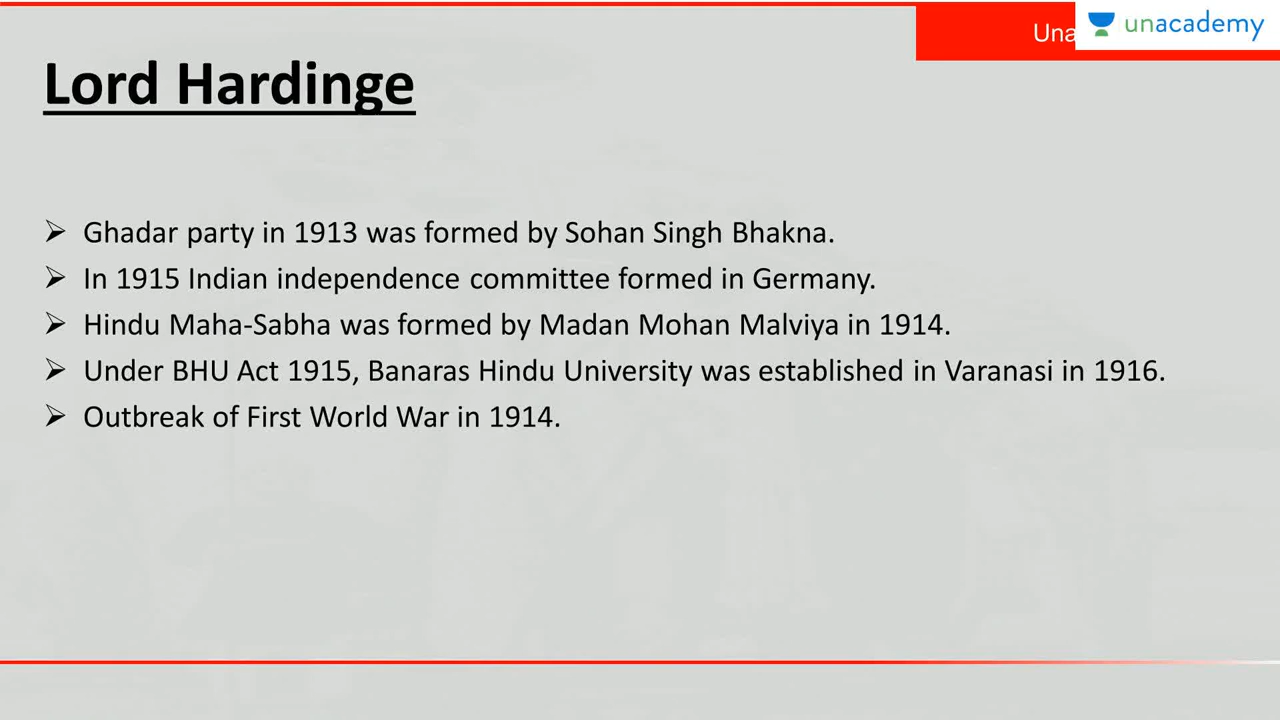 Una
unacademy
Lord Hardinge
Ghadar party in 1913 was formed by Sohan Singh Bhakna.
In 1915 Indian independence committee formed in Germany.
Hindu Maha-Sabha was formed by Madan Mohan Malviya in 1914.
Under BHU Act 1915, Banaras Hindu University was established in Varanasi in 1916.
Outbreak of First World War in 1914.